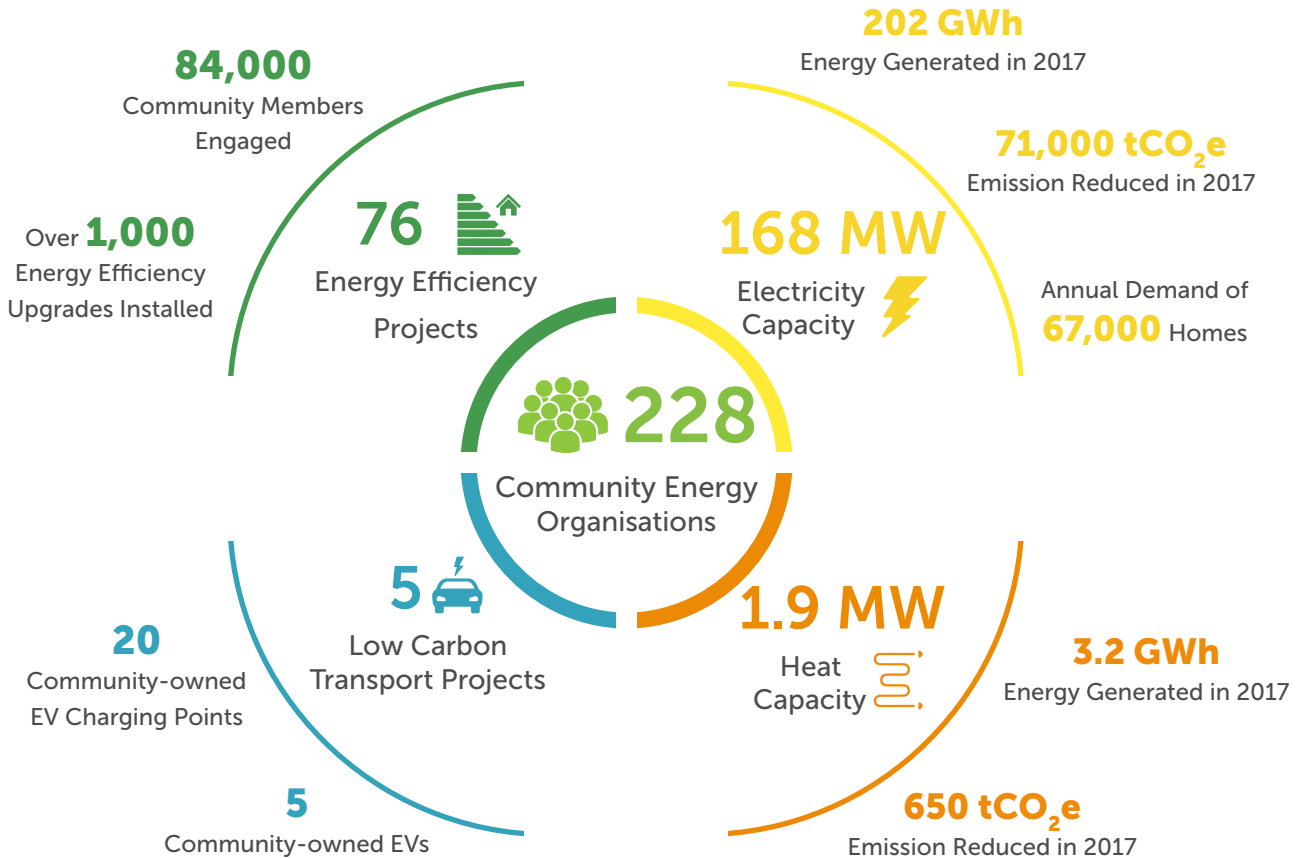 84,000
Community Members
Engaged
Over 1,000
Energy Efficiency
Upgrades Installed
76
Energy Efficiency
Projects
202 GWh
Energy Generated in 2017
71,000 tCO₂e
Emission Reduced in 2017
168 MW
Electricity
Capacity
Annual Demand of
67,000 Homes
228
Community Energy
Organisations
5
Low Carbon
Transport Projects
20
Community-owned
EV Charging Points
5
Community-owned EVs
1.9 MW
Heat
Capacity
3.2 GWh
Energy Generated in 2017
650 tCO₂e
Emission Reduced in 2017